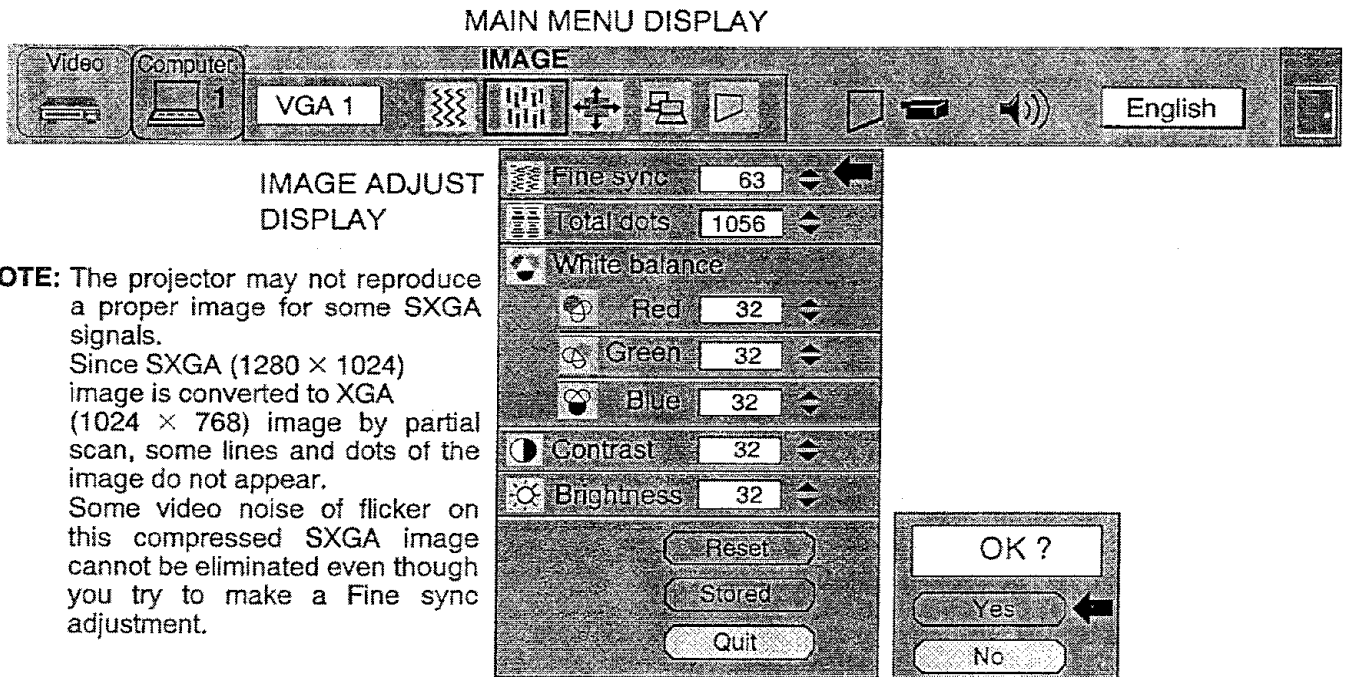 MAIN MENU DISPLAY
Video
Computer
1
IMAGE
VGA 1
English
IMAGE ADJUST
DISPLAY
OTE: The projector may not reproduce
a proper image for some SXGA
signals.
Since SXGA (1280 × 1024)
image is converted to XGA
(1024 × 768) image by partial
scan, some lines and dots of the
image do not appear.
Some video noise of flicker on
this compressed SXGA image
cannot be eliminated even though
you try to make a Fine sync
adjustment.
Fine sync 63
Total dots 1056
White balance
Red 32
Green 32
Blue 32
Contrast 32
Brightness 32
Reset
Stored
Quit
OK ?
Yes
No